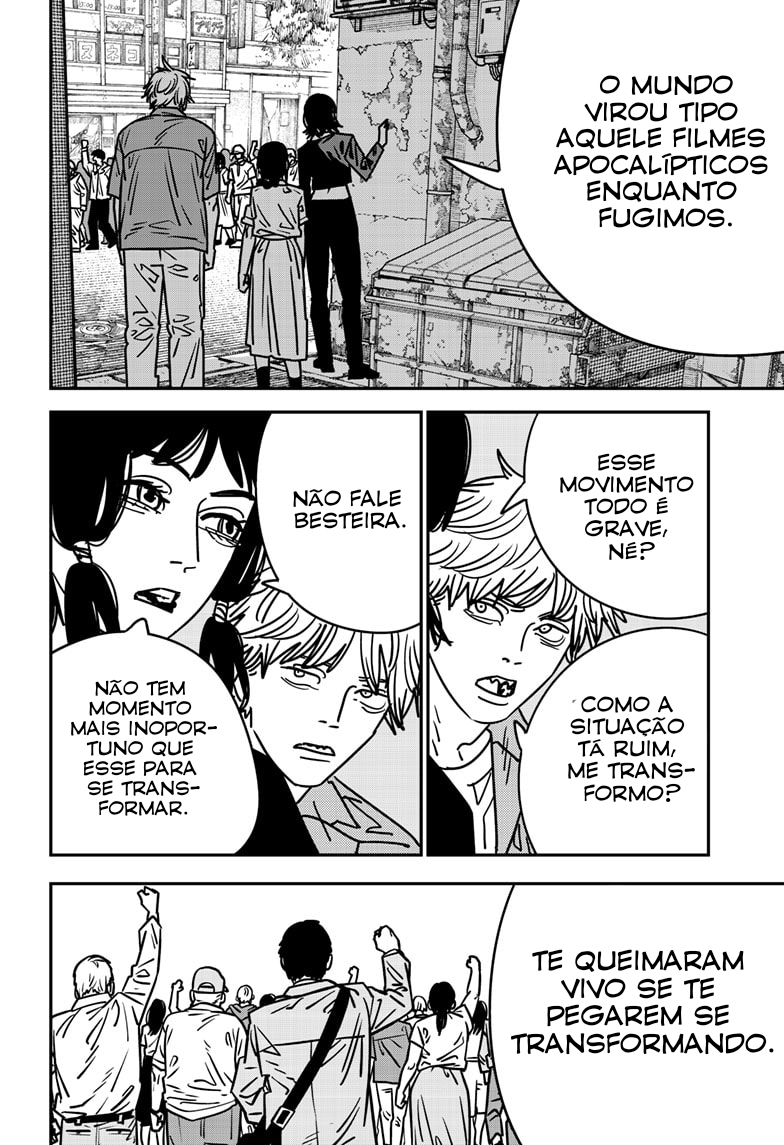 O MUNDO
VIROU TIPO
AQUELE FILMES
APOCALÍPTICOS
ENQUANTO
FUGIMOS.
ESSE
MOVIMENTO
TODO É
GRAVE,
NÉ?
COMO A
SITUAÇÃO
TÁ RUIM,
ME TRANS-
FORMO?
NÃO FALE
BESTEIRA.
NÃO TEM
MOMENTO
MAIS INOPOR-
TUNO QUE
ESSE PARA
SE TRANS-
FORMAR.
TE QUEIMARAM
VIVO SE TE
PEGAREM SE
TRANSFORMANDO.